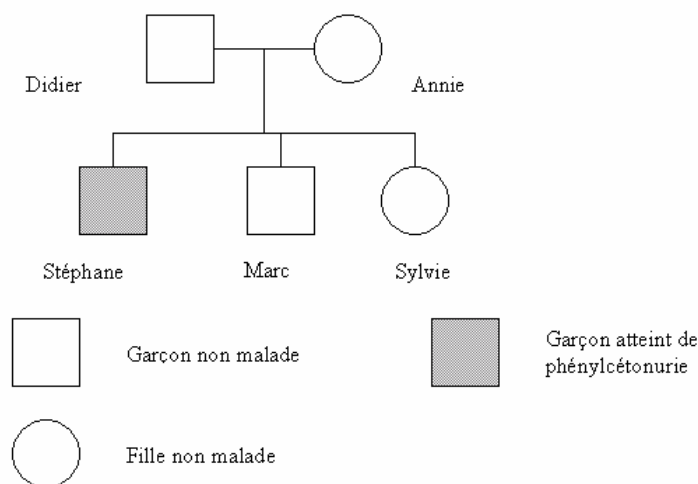 Didier
Annie
Stéphane
Marc
Sylvie
Garçon non malade
Garçon atteint de
phénylcétonurie
Fille non malade